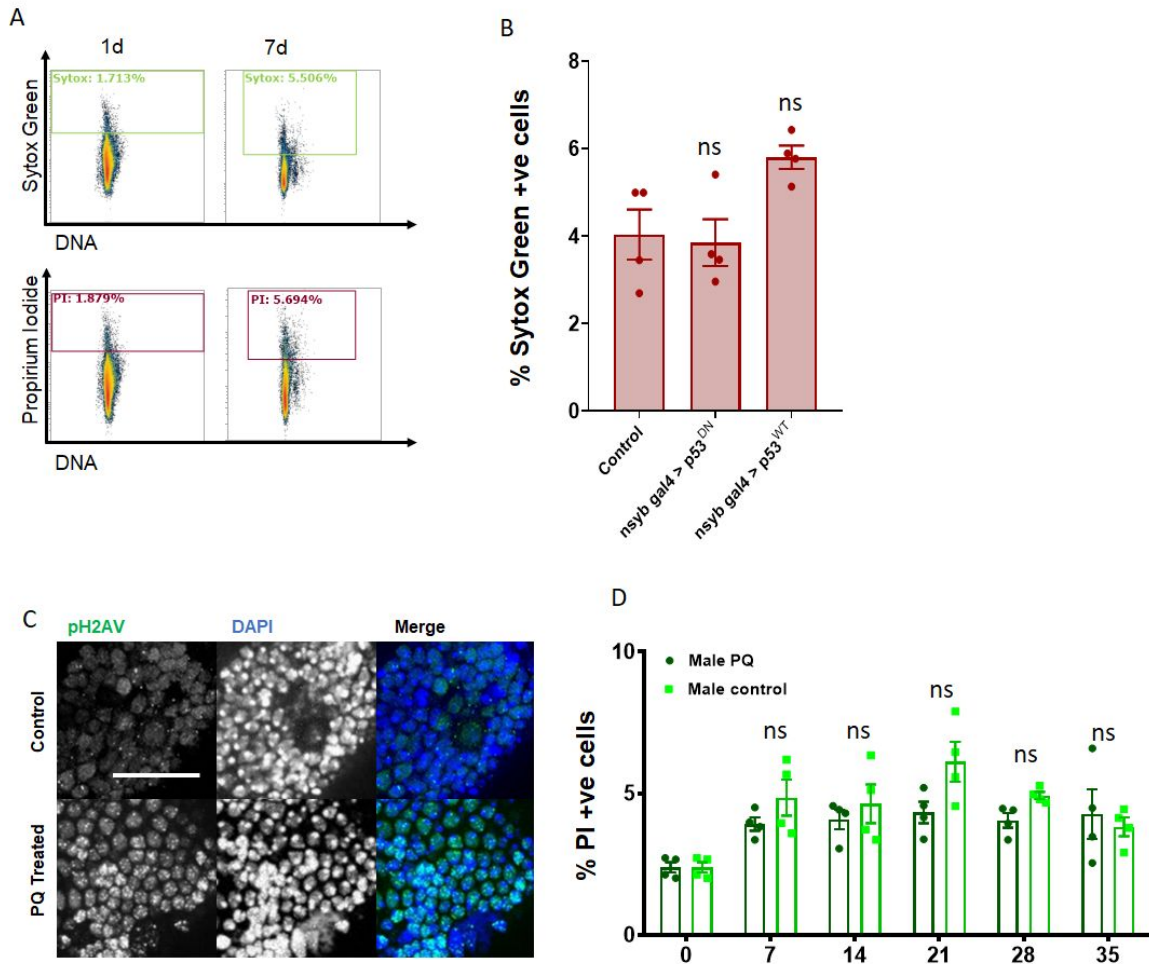 A
1d
7d
Sytox: 1.713%
Sytox: 5.506%
Sytox Green
DNA
PI: 1.879%
PI: 5.694%
Propirium Iodide
DNA
B
% Sytox Green +ve cells
8
6
4
2
0
ns
ns
Control
nsyb gal4 > p53DN
nsyb gal4 > p53WT
C
pH2AV
DAPI
Merge
Control
PQ Treated
D
Male PQ
Male control
% PI +ve cells
10
5
0
ns
ns
ns
ns
ns
0 7 14 21 28 35